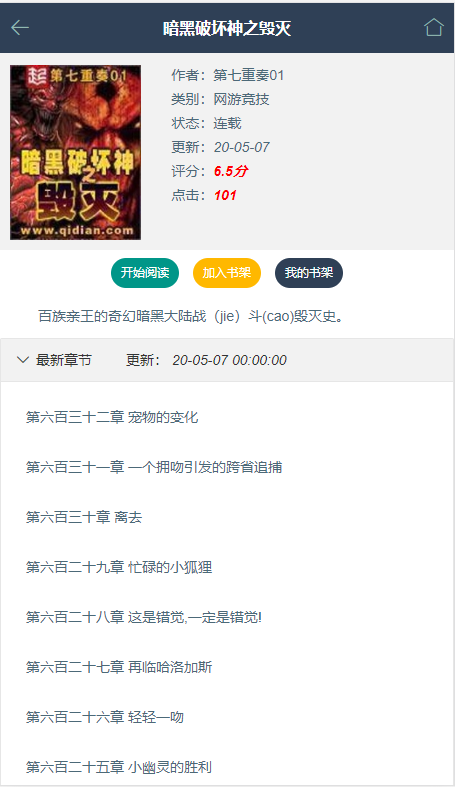 暗黑破坏神之毁灭
起 第七重奏01
暗黑破坏神
之
毁灭
www.qidian.com
作者：第七重奏01
类别：网游竟技
状态：连载
更新：20-05-07
评分：6.5分
点击：101
开始阅读 加入书架 我的书架
百族亲王的奇幻暗黑大陆战（jie）斗(cao)毁灭史。
最新章节 更新： 20-05-07 00:00:00
第六百三十二章 宠物的变化
第六百三十一章 一个拥吻引发的跨省追捕
第六百三十章 离去
第六百二十九章 忙碌的小狐狸
第六百二十八章 这是错觉,一定是错觉!
第六百二十七章 再临哈洛加斯
第六百二十六章 轻轻一吻
第六百二十五章 小幽灵的胜利